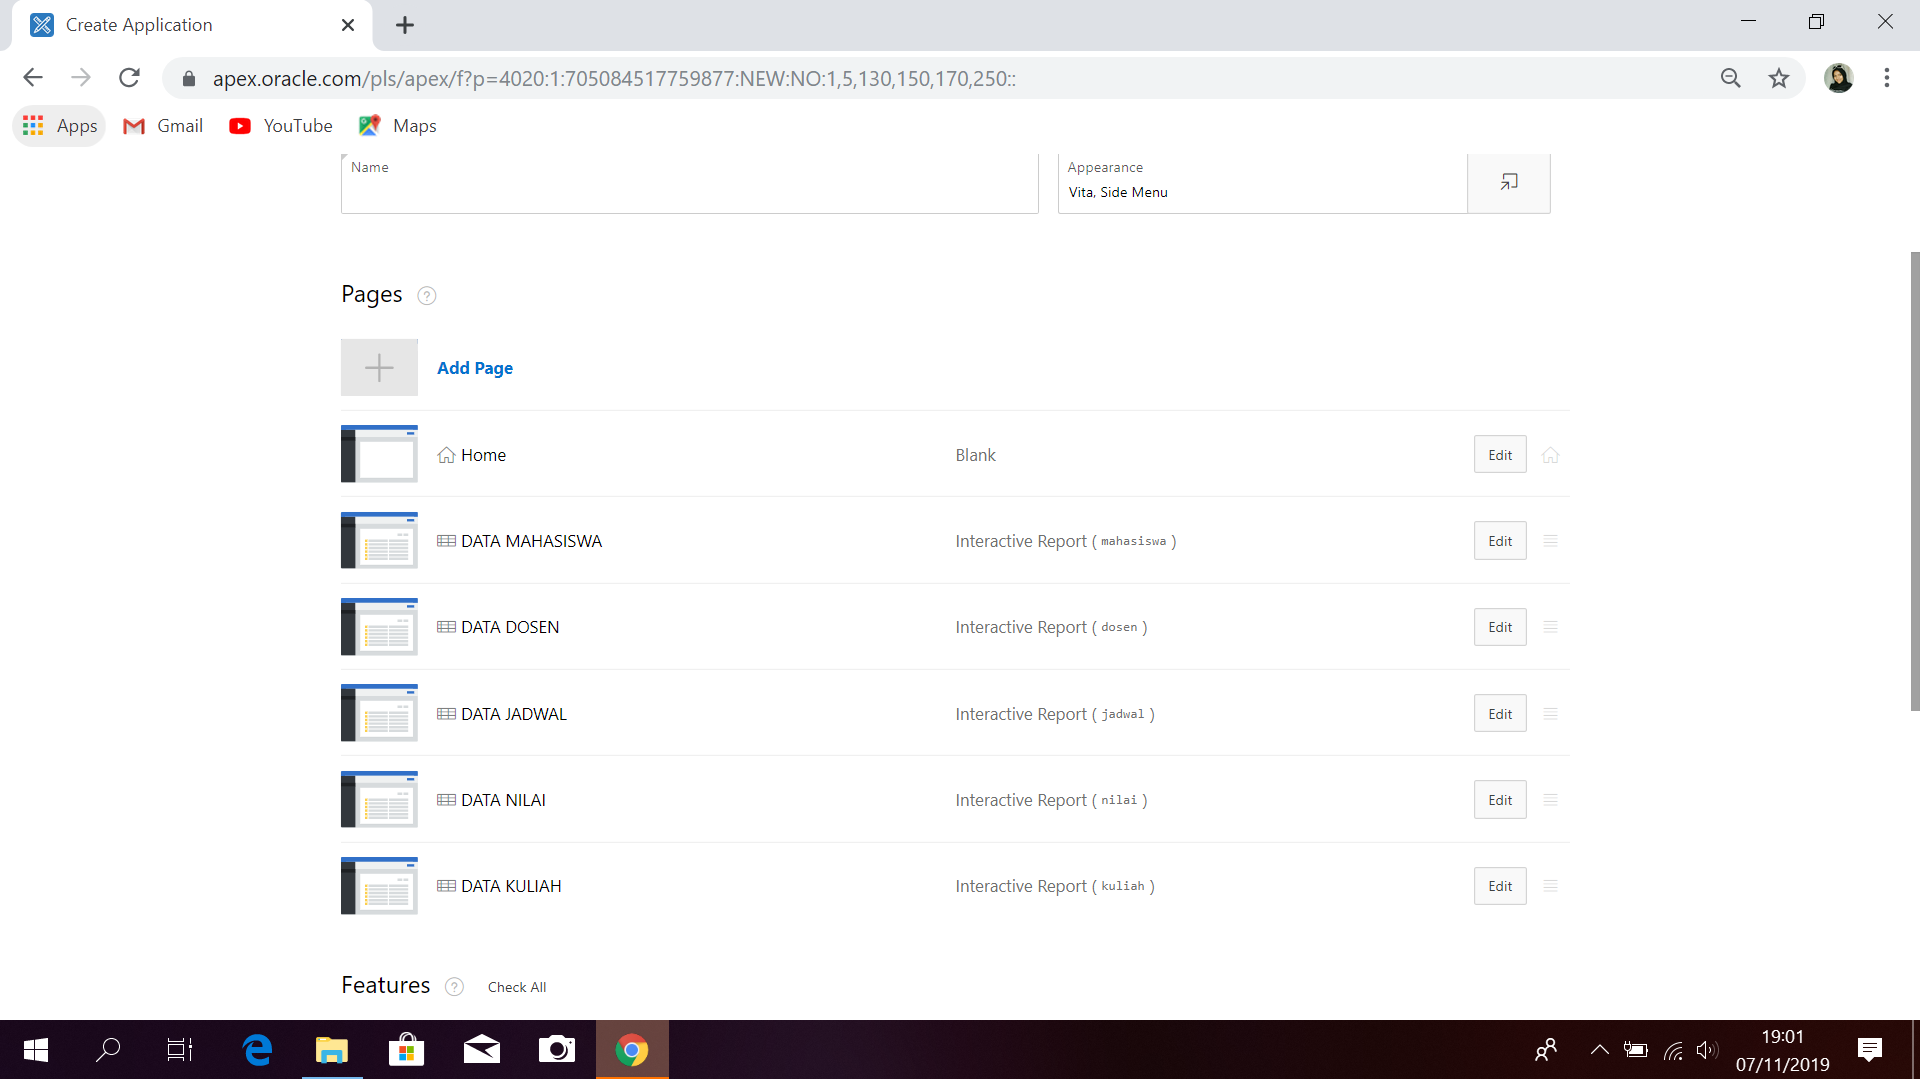 Create Application
apex.oracle.com/pls/apex/f?p=4020:1:705084517759877:NEW:NO:1,5,130,150,170,250::
Apps Gmail YouTube Maps
Name
Appearance
Vita, Side Menu
Pages ?
Add Page
Home Blank Edit
DATA MAHASISWA Interactive Report ( mahasiswa ) Edit
DATA DOSEN Interactive Report ( dosen ) Edit
DATA JADWAL Interactive Report ( jadwal ) Edit
DATA NILAI Interactive Report ( nilai ) Edit
DATA KULIAH Interactive Report ( kuliah ) Edit
Features ? Check All
19:01
07/11/2019